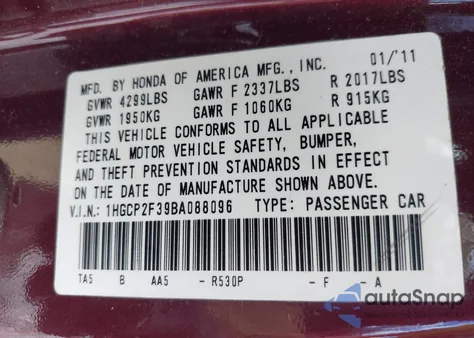 MFD. BY HONDA OF AMERICA MFG., INC. 01/'11
GVWR 4299LBS GAWR F 2337LBS R 2017LBS
GVWR 1950KG GAWR F 1060KG R 915KG
THIS VEHICLE CONFORMS TO ALL APPLICABLE
FEDERAL MOTOR VEHICLE SAFETY, BUMPER,
AND THEFT PREVENTION STANDARDS IN EFFECT
ON THE DATE OF MANUFACTURE SHOWN ABOVE.
V.I.N.: 1HGCP2F39BA088096 TYPE: PASSENGER CAR
TA5 B AA5 - R530P - F - A
autoSnap